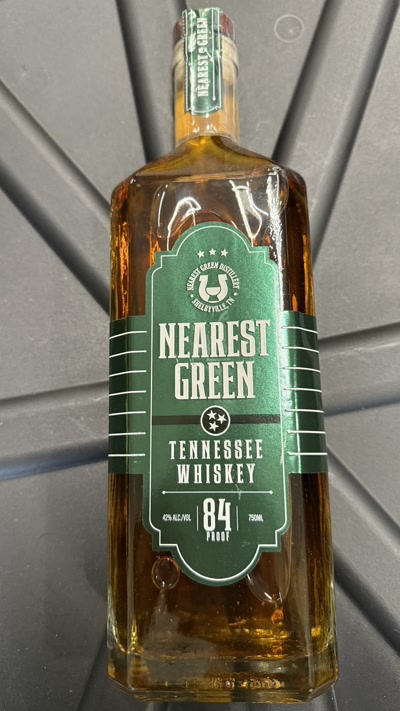 NEAREST GREEN
NEAREST GREEN DISTILLERY
SHELBYVILLE, TN
NEAREST
GREEN
TENNESSEE
WHISKEY
42% ALC./VOL
84
PROOF
750ML